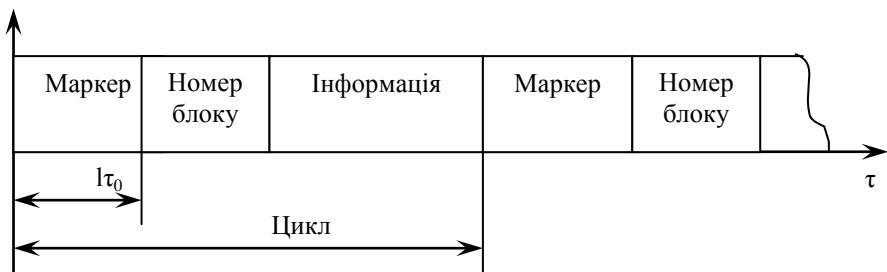 Маркер
Номер
блоку
Інформація
Маркер
Номер
блоку
lτ₀
τ
Цикл